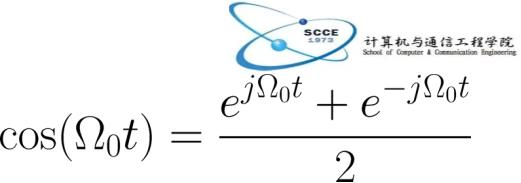 SCCE
1973
计算机与通信工程学院
School of Computer & Communication Engineering
cos(Ω₀t) = (e^{jΩ₀t} + e^{-jΩ₀t}) / 2